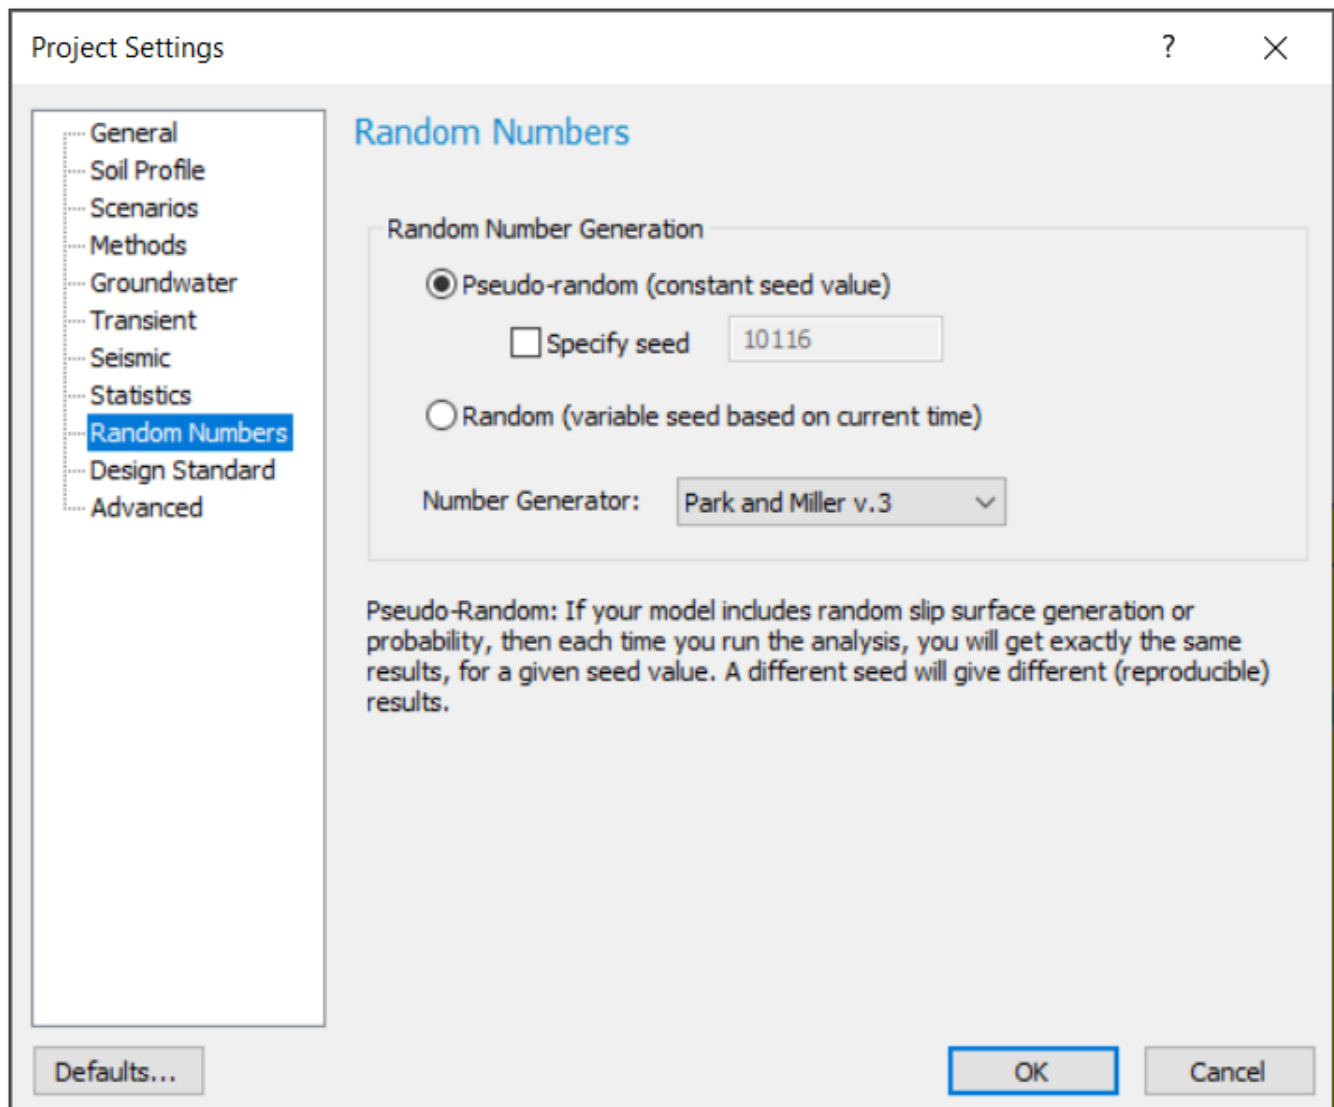 Project Settings
?
General
Soil Profile
Scenarios
Methods
Groundwater
Transient
Seismic
Statistics
Random Numbers
Design Standard
Advanced
Random Numbers
Random Number Generation
Pseudo-random (constant seed value)
Specify seed 10116
Random (variable seed based on current time)
Number Generator: Park and Miller v.3
Pseudo-Random: If your model includes random slip surface generation or
probability, then each time you run the analysis, you will get exactly the same
results, for a given seed value. A different seed will give different (reproducible)
results.
Defaults...
OK
Cancel